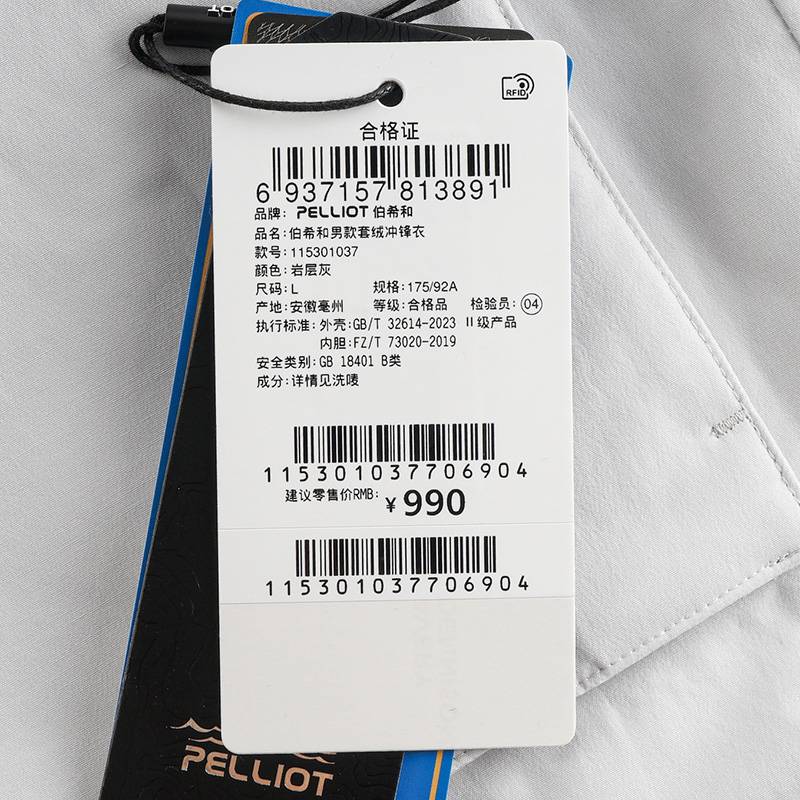 RFID
合格证
6 937157 813891
品牌: PELLIOT 伯希和
品名:伯希和男款套绒冲锋衣
款号:115301037
颜色:岩层灰
尺码:L 规格:175/92A
产地:安徽亳州 等级:合格品 检验员:04
执行标准:外壳:GB/T 32614-2023 II级产品
内胆:FZ/T 73020-2019
安全类别:GB 18401 B类
成分:详情见洗唛
115301037706904
建议零售价RMB: ¥990
115301037706904
PELLIOT